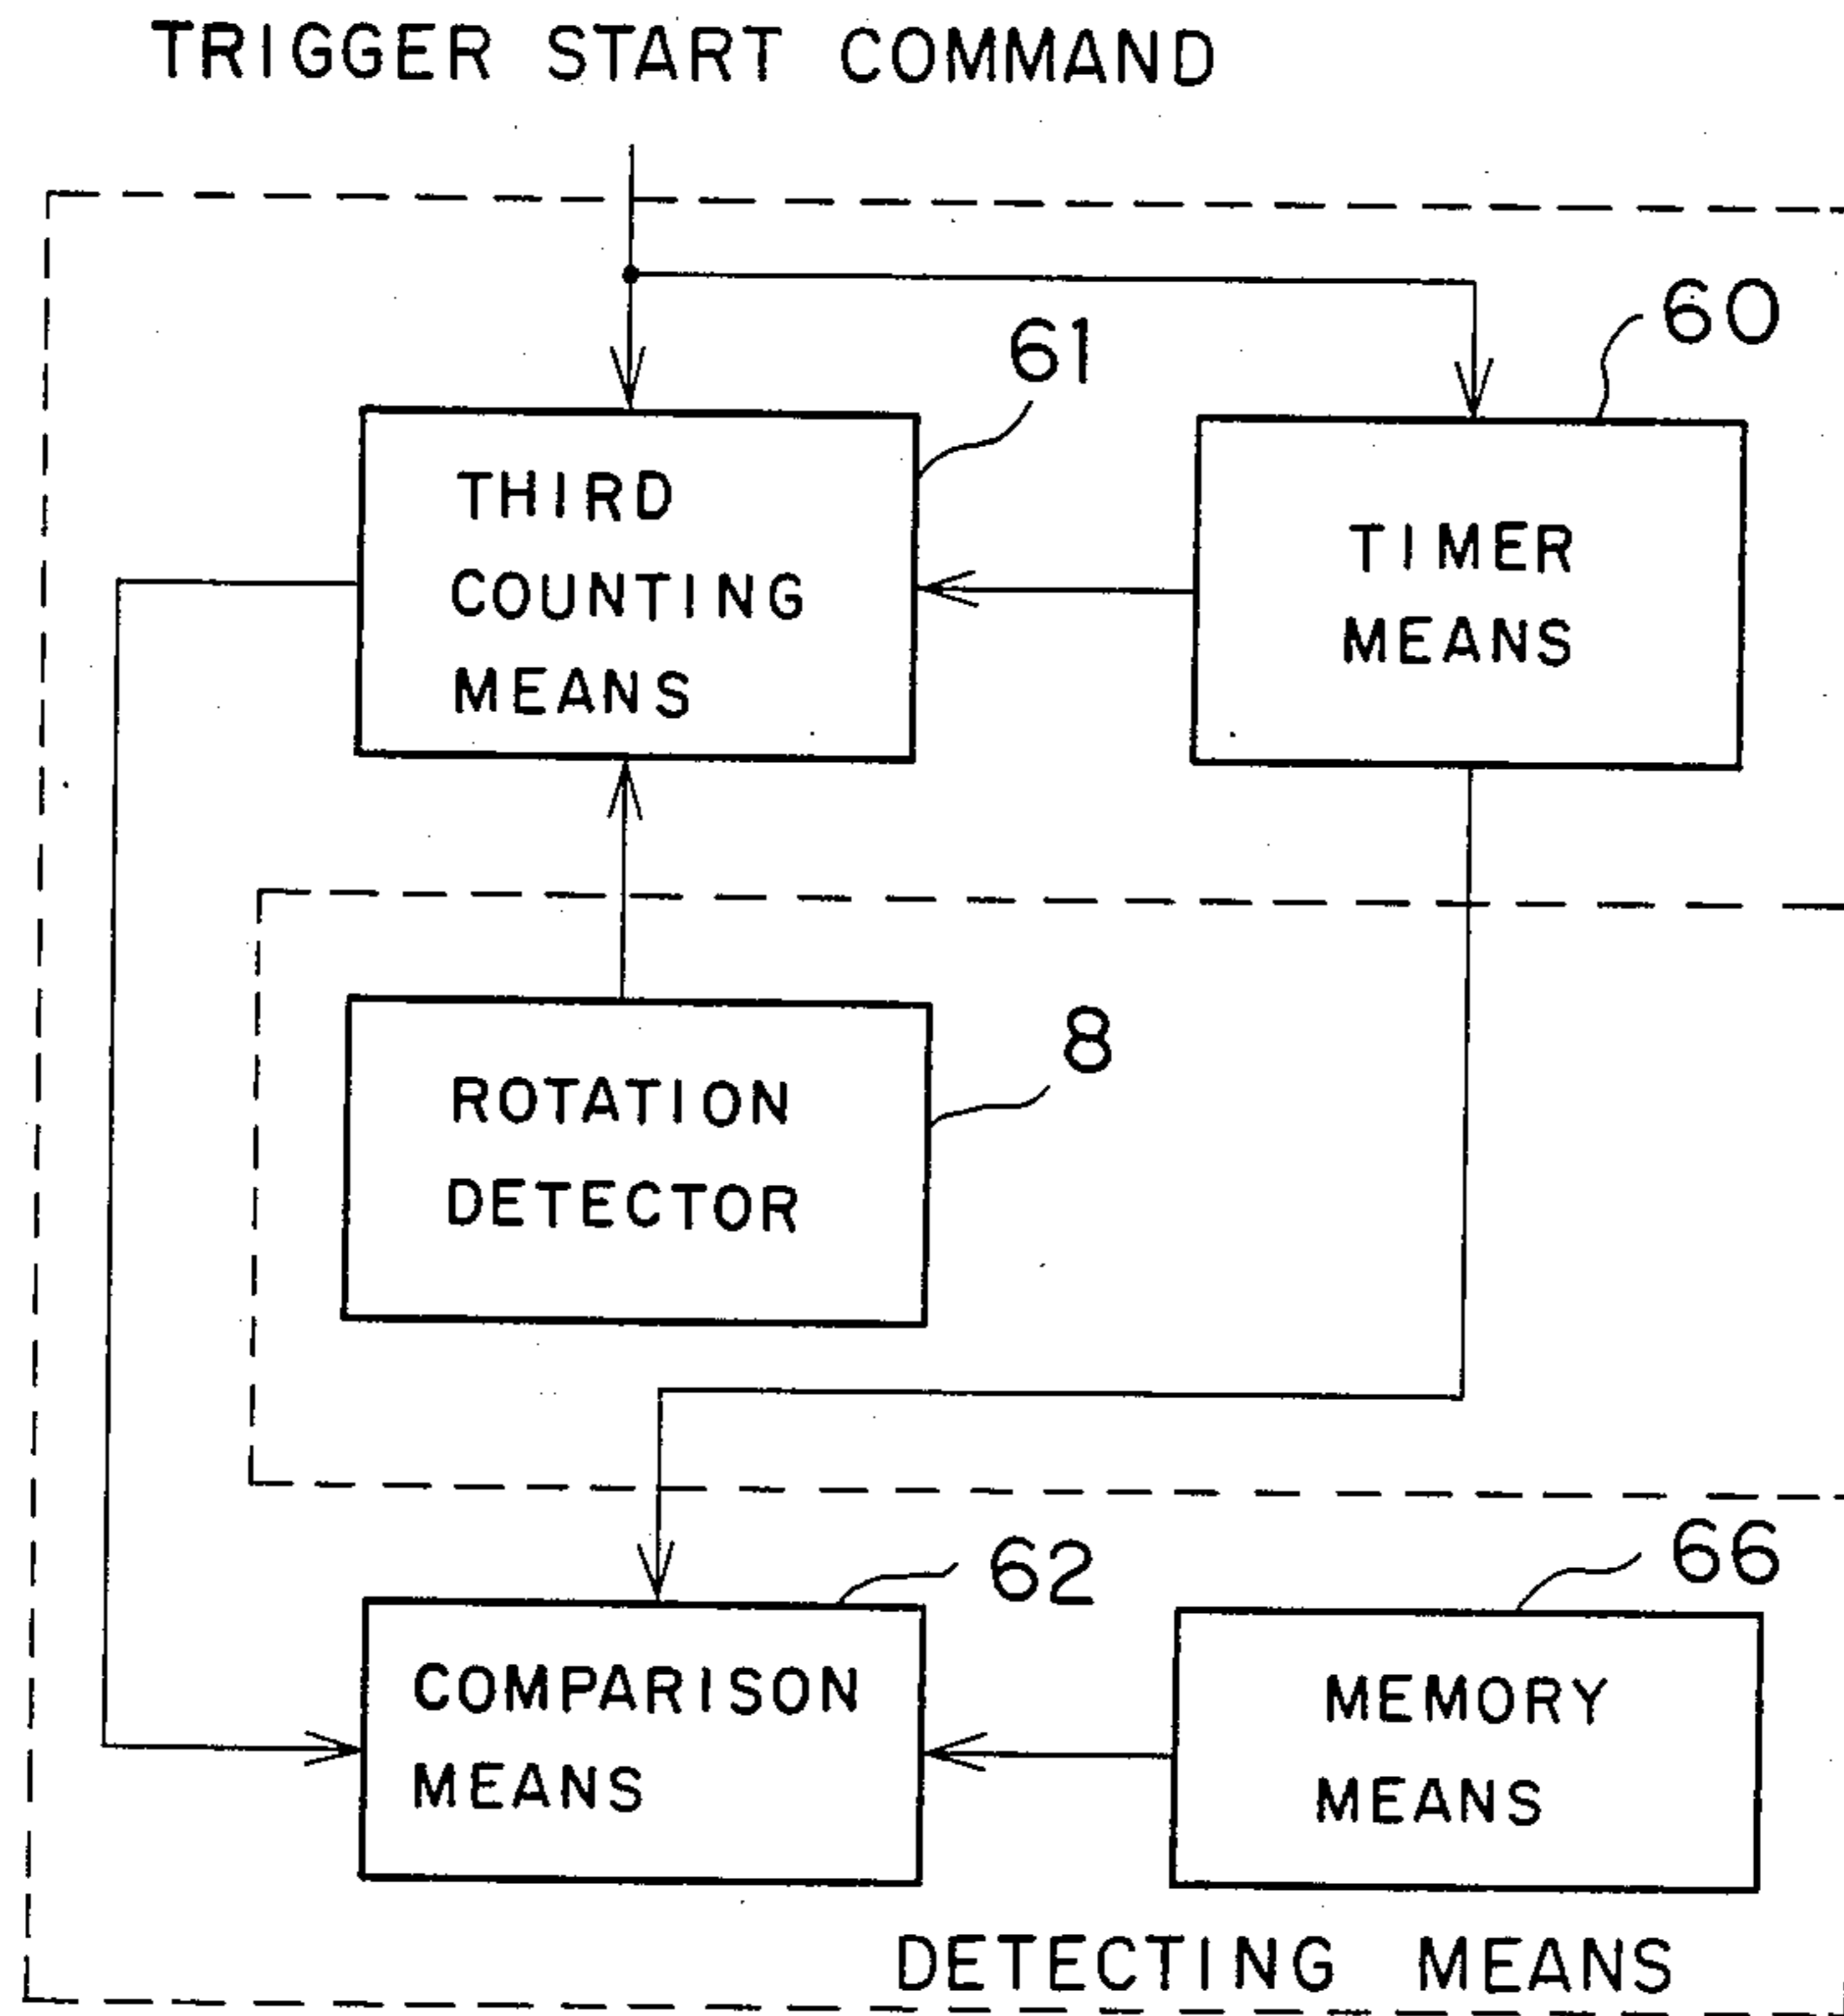 TRIGGER START COMMAND
60
61
THIRD
COUNTING
MEANS
TIMER
MEANS
8
ROTATION
DETECTOR
62
66
COMPARISON
MEANS
MEMORY
MEANS
DETECTING MEANS